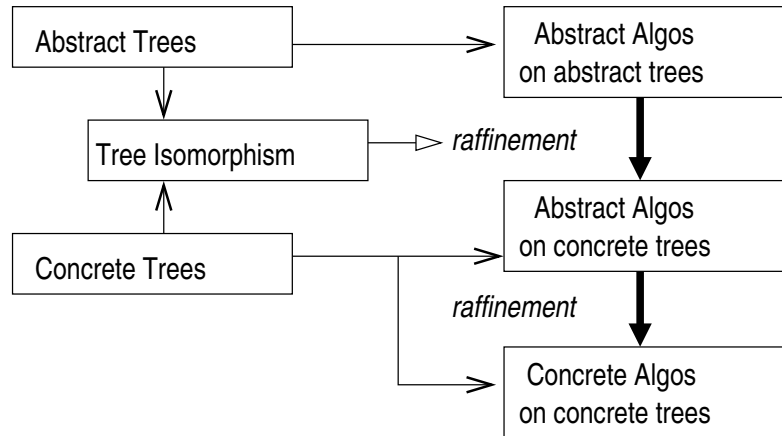 Abstract Trees
Abstract Algos
on abstract trees
Tree Isomorphism
raffinement
Abstract Algos
on concrete trees
Concrete Trees
raffinement
Concrete Algos
on concrete trees